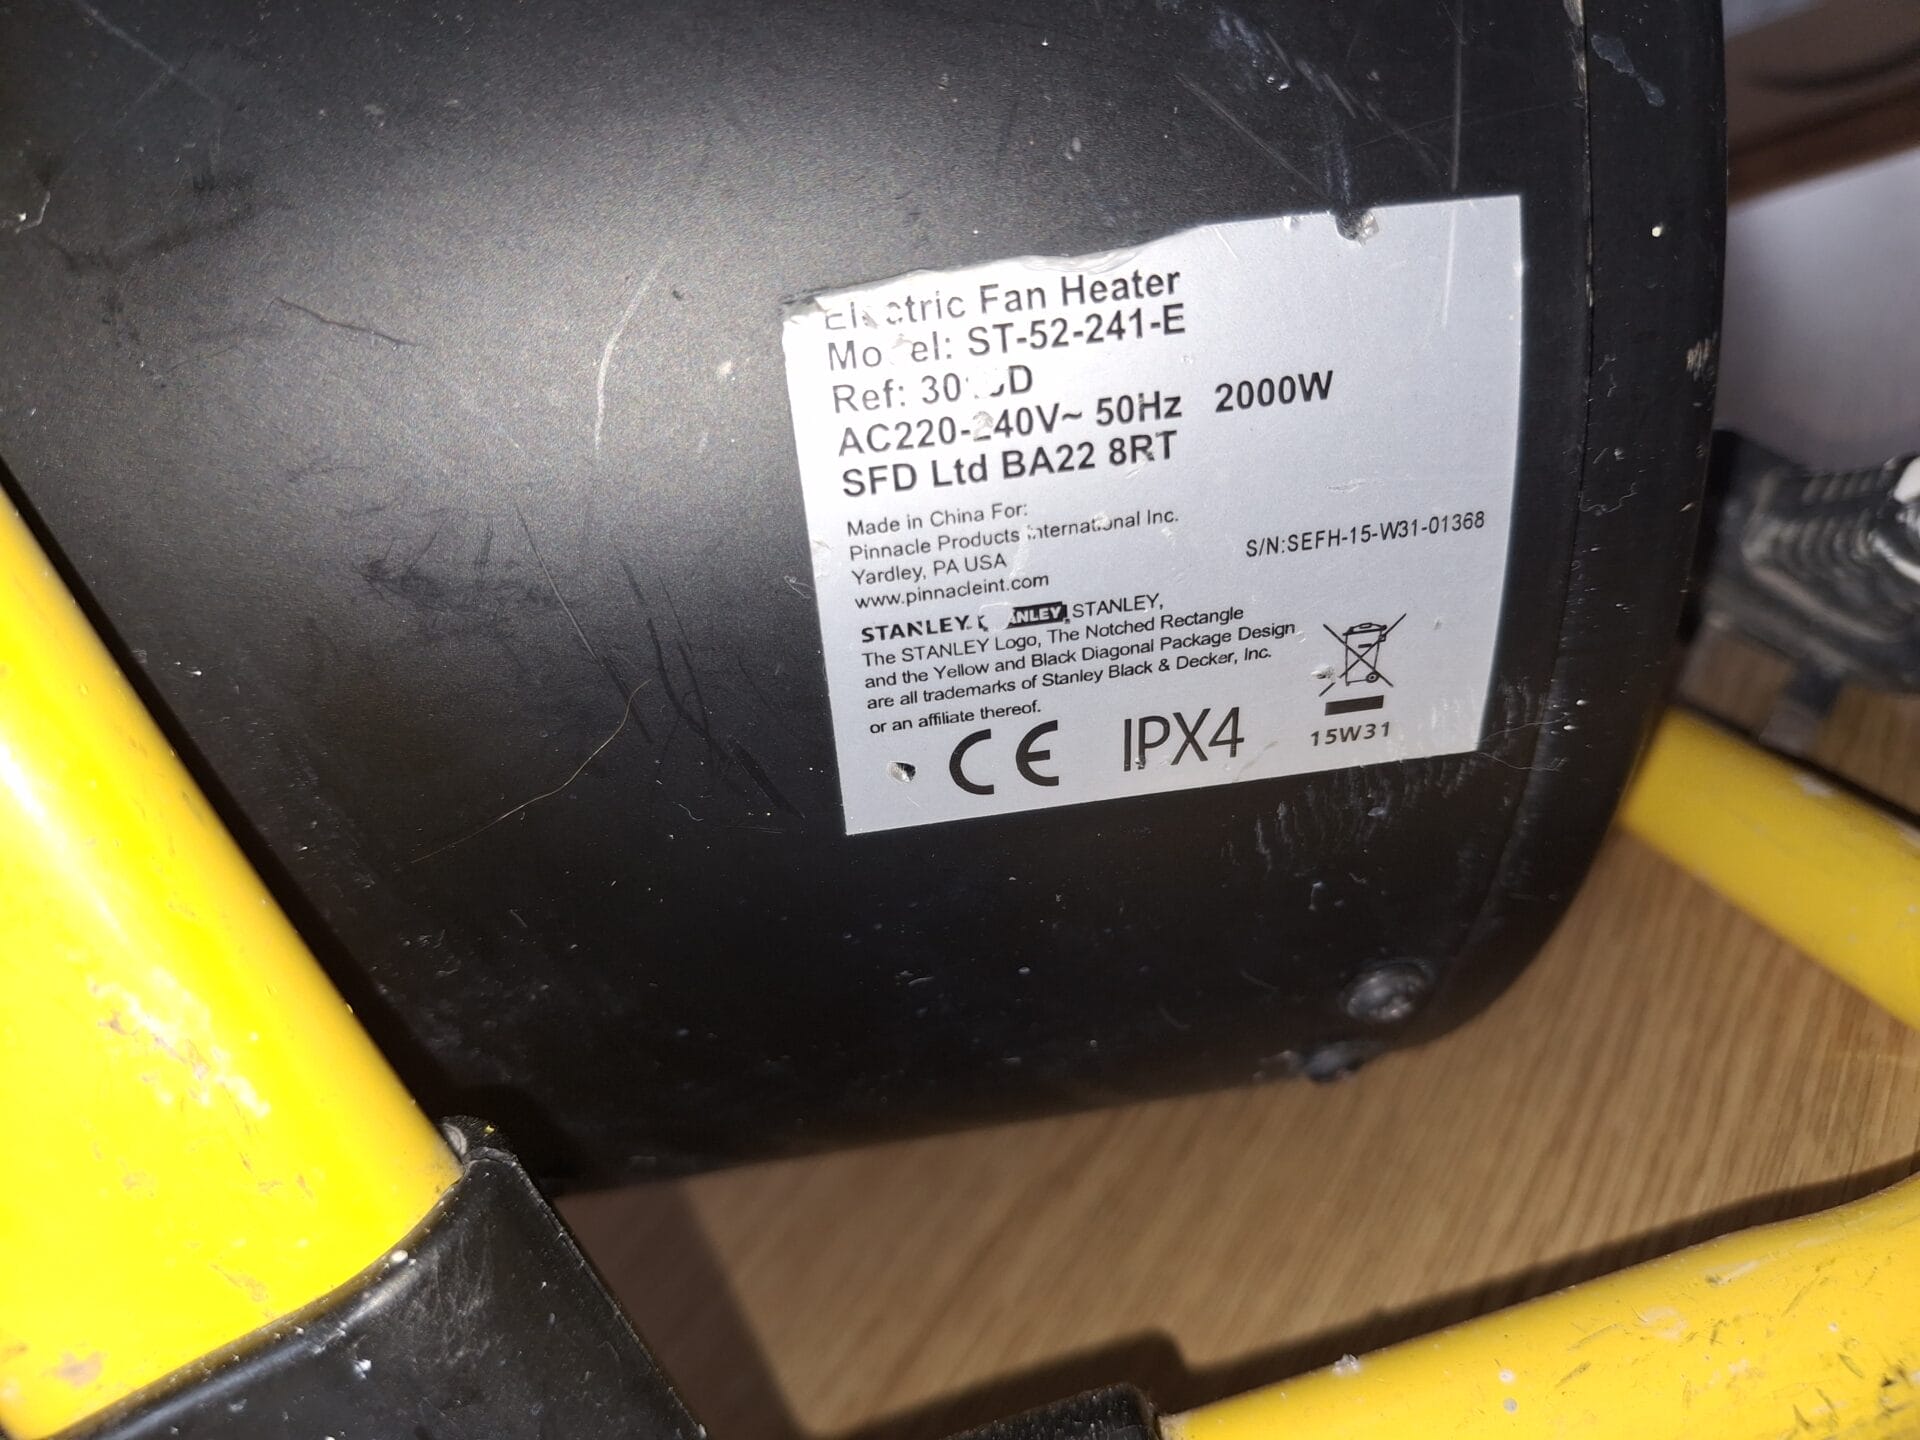 Electric Fan Heater
Model: ST-52-241-E
Ref:
AC220-240V~ 50Hz 2000W
SFD Ltd BA22 8RT
Made in China For:
Pinnacle Products International Inc.
Yardley, PA USA
www.pinnacleint.com
S/N:SEFH-15-W31-01368
STANLEY, STANLEY,
The STANLEY Logo, The Notched Rectangle
and the Yellow and Black Diagonal Package Design
are all trademarks of Stanley Black & Decker, Inc.
or an affiliate thereof.
CE IPX4
15W31